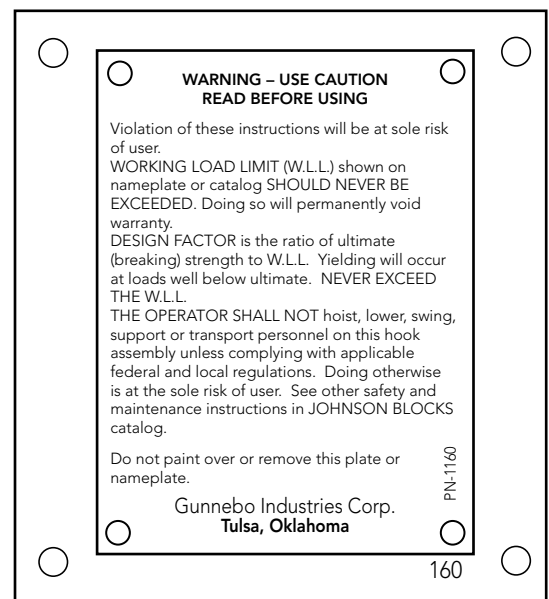 WARNING – USE CAUTION
READ BEFORE USING
Violation of these instructions will be at sole risk
of user.
WORKING LOAD LIMIT (W.L.L.) shown on
nameplate or catalog SHOULD NEVER BE
EXCEEDED. Doing so will permanently void
warranty.
DESIGN FACTOR is the ratio of ultimate
(breaking) strength to W.L.L. Yielding will occur
at loads well below ultimate. NEVER EXCEED
THE W.L.L.
THE OPERATOR SHALL NOT hoist, lower, swing,
support or transport personnel on this hook
assembly unless complying with applicable
federal and local regulations. Doing otherwise
is at the sole risk of user. See other safety and
maintenance instructions in JOHNSON BLOCKS
catalog.
Do not paint over or remove this plate or
nameplate.
PN-1160
Gunnebo Industries Corp.
Tulsa, Oklahoma
160